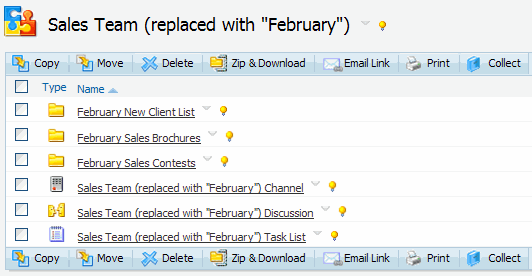 Sales Team (replaced with "February")
Copy Move Delete Zip & Download Email Link Print Collect
Type Name
February New Client List
February Sales Brochures
February Sales Contests
Sales Team (replaced with "February") Channel
Sales Team (replaced with "February") Discussion
Sales Team (replaced with "February") Task List
Copy Move Delete Zip & Download Email Link Print Collect